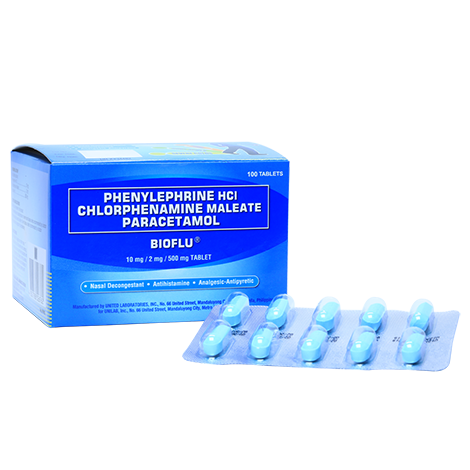 100 TABLETS
PHENYLEPHRINE HCl
CHLORPHENAMINE MALEATE
PARACETAMOL
BIOFLU®
10 mg / 2 mg / 500 mg TABLET
• Nasal Decongestant • Antihistamine • Analgesic-Antipyretic
Manufactured by UNITED LABORATORIES, INC., No. 66 United Street, Mandaluyong
for UNILAB, Inc., No. 66 United Street, Mandaluyong City, Metro